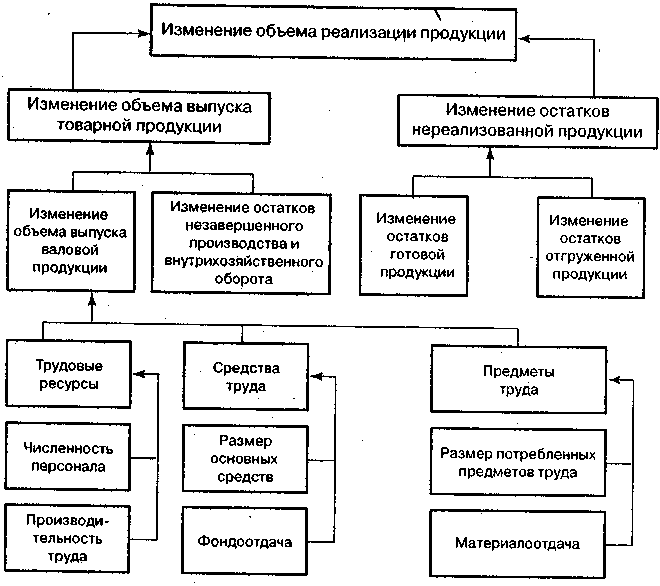 Изменение объема реализации продукции
Изменение объема выпуска
товарной продукции
Изменение остатков
нереализованной продукции
Изменение
объема выпуска
валовой
продукции
Изменение остатков
незавершенного
производства и
внутрихозяйственного
оборота
Изменение
остатков
готовой
продукции
Изменение
остатков
отгруженной
продукции
Трудовые
ресурсы
Средства
труда
Предметы
труда
Численность
персонала
Размер
основных
средств
Размер потребленных
предметов труда
Производи-
тельность
труда
Фондоотдача
Материалоотдача